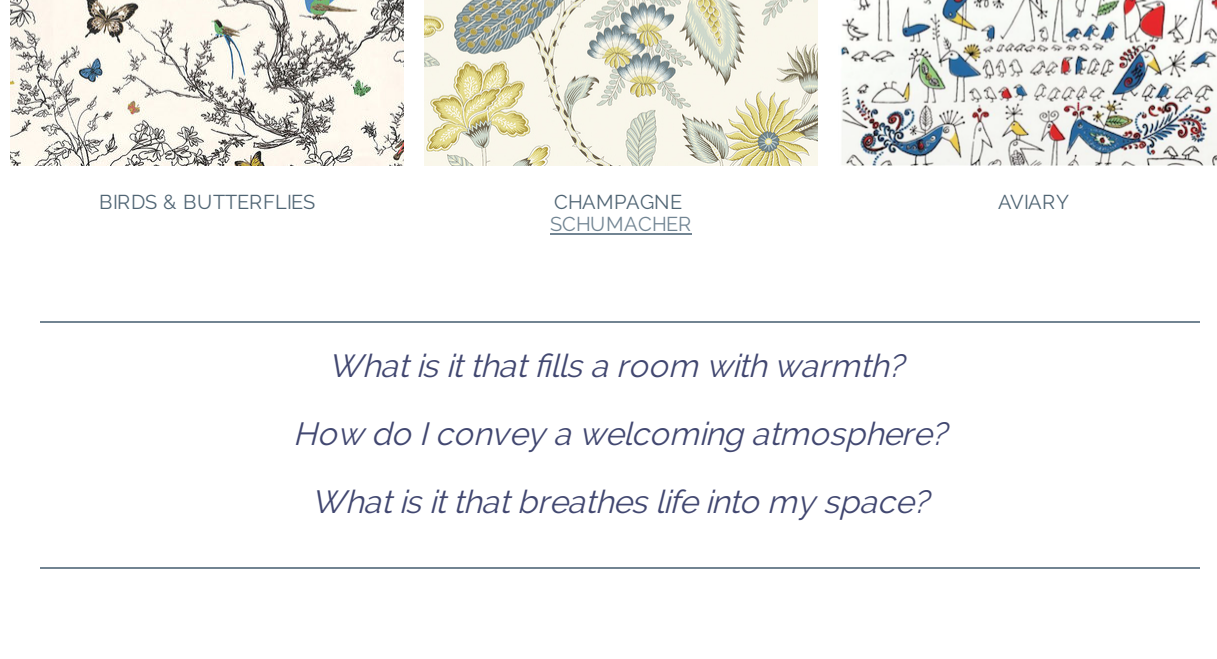 BIRDS & BUTTERFLIES
CHAMPAGNE
SCHUMACHER
AVIARY
What is it that fills a room with warmth?
How do I convey a welcoming atmosphere?
What is it that breathes life into my space?